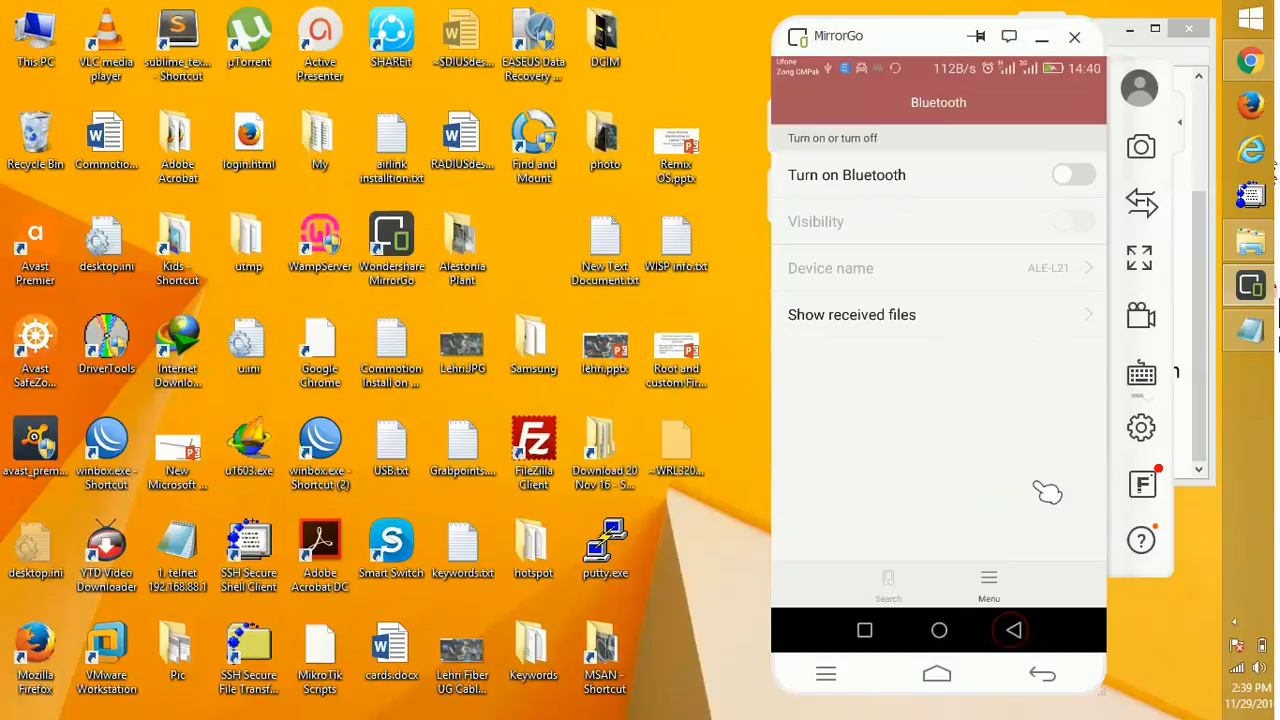 This PC
VLC media
player
sublime_tex...
- Shortcut
µTorrent
Active
Presenter
SHAREit
~SDIUSdes...
EASEUS Data
Recovery ...
DCIM
Recycle Bin
Commotio...
Adobe
Acrobat
login.html
My
airlink
installtion.txt
RADIUSdes...
Find and
Mount
photo
Remix
OS.pptx
Avast
Premier
desktop.ini
Kids -
Shortcut
utmp
WampServer
Wondershare
MirrorGo
Alestonia
Plant
New Text
Document.txt
WISP info.txt
Avast
SafeZo...
DriverTools
Internet
Downlo...
u.ini
Google
Chrome
Commotion
Install on ...
Lehri.JPG
Samsung
lehri.pptx
Root and
custom Fir...
avast_prem...
winbox.exe -
Shortcut
New
Microsoft ...
u1603.exe
winbox.exe -
Shortcut (2)
USB.txt
Grabpoints....
FileZilla
Client
Download 20
Nov 16 - S...
~WRL320...
desktop.ini
YTD Video
Downloader
1. telnet
192.168.88.1
SSH Secure
Shell Client
Adobe
Acrobat DC
Smart Switch
keywords.txt
hotspot
putty.exe
Mozilla
Firefox
VMware
Workstation
Pic
SSH Secure
File Transf...
MikroTik
Scripts
cards.docx
Lehri Fiber
UG Cabl...
Keywords
MSAN -
Shortcut
MirrorGo
Ufone
Zong CMPak
112B/s
14:40
Bluetooth
Turn on or turn off
Turn on Bluetooth
Visibility
Device name
ALE-L21
Show received files
Search
Menu
2:39 PM
11/29/201